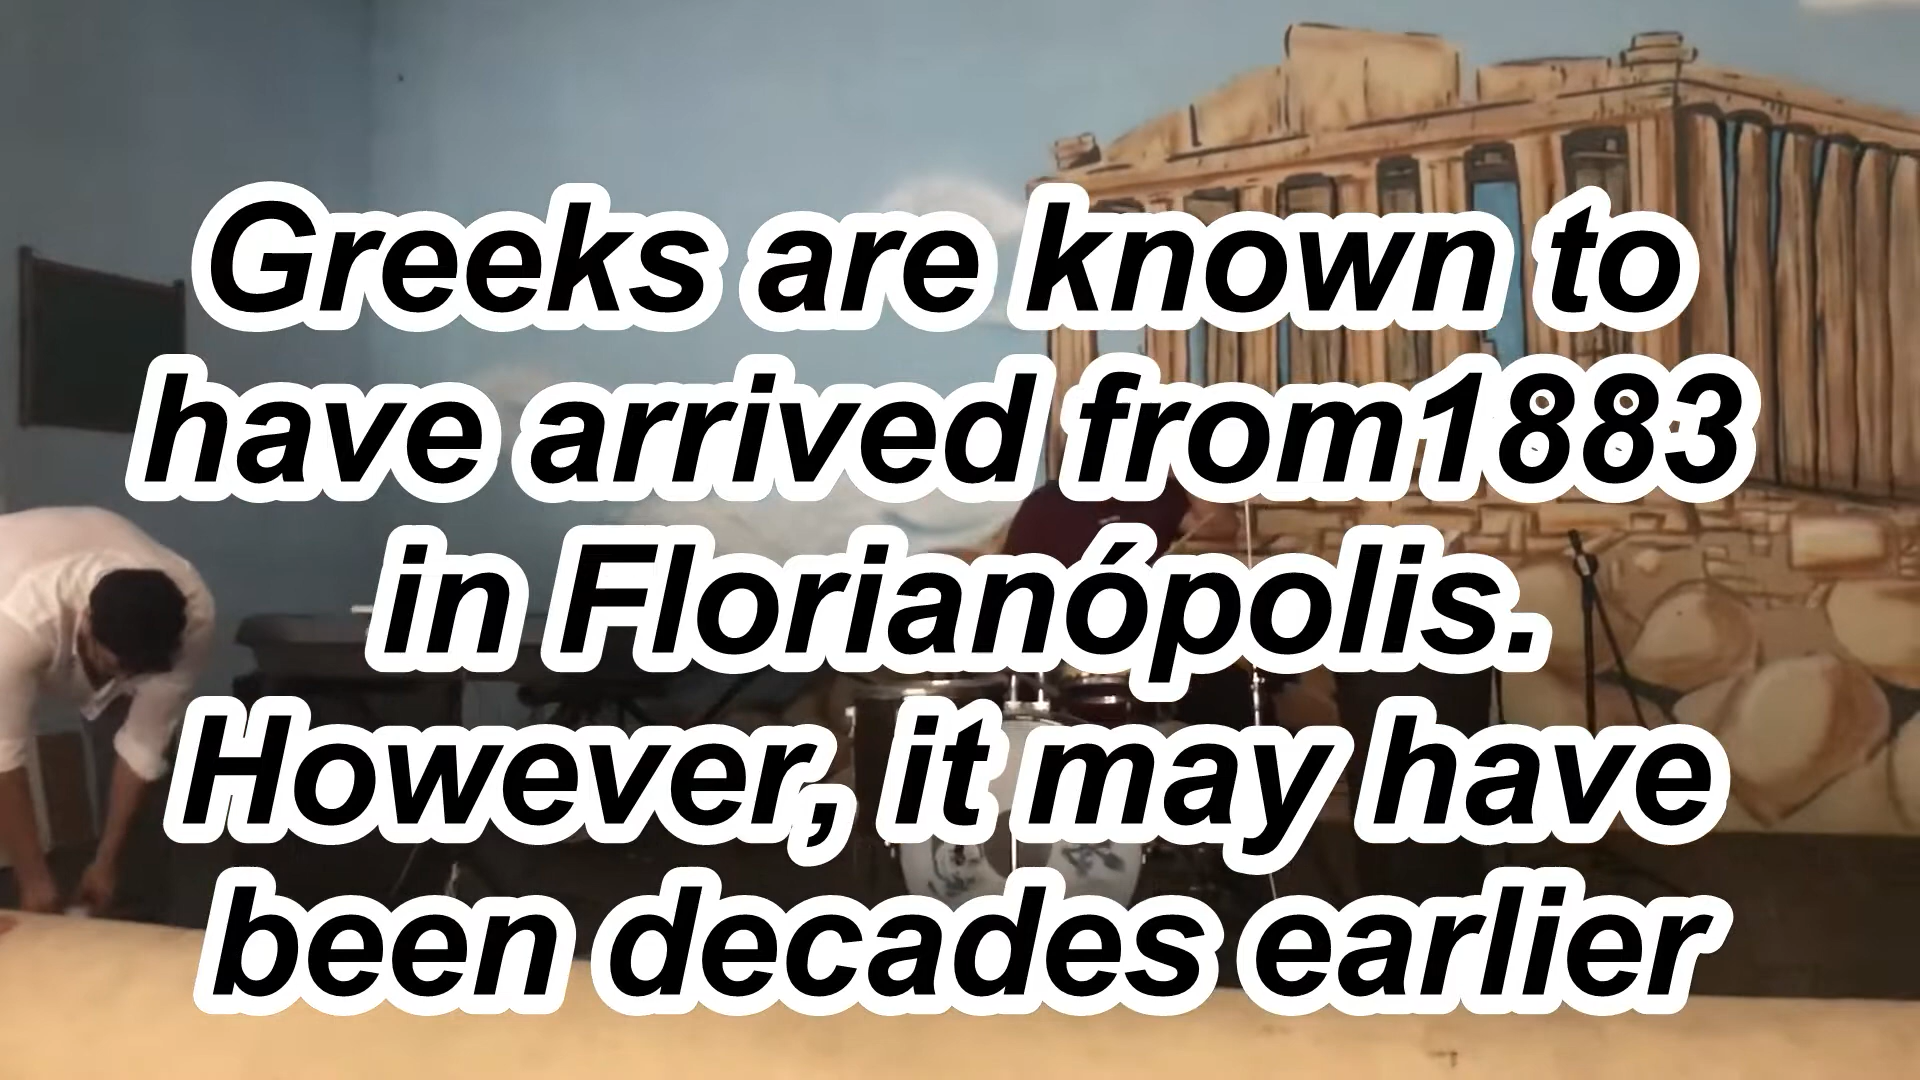 Greeks are known to
have arrived from1883
in Florianópolis.
However, it may have
been decades earlier